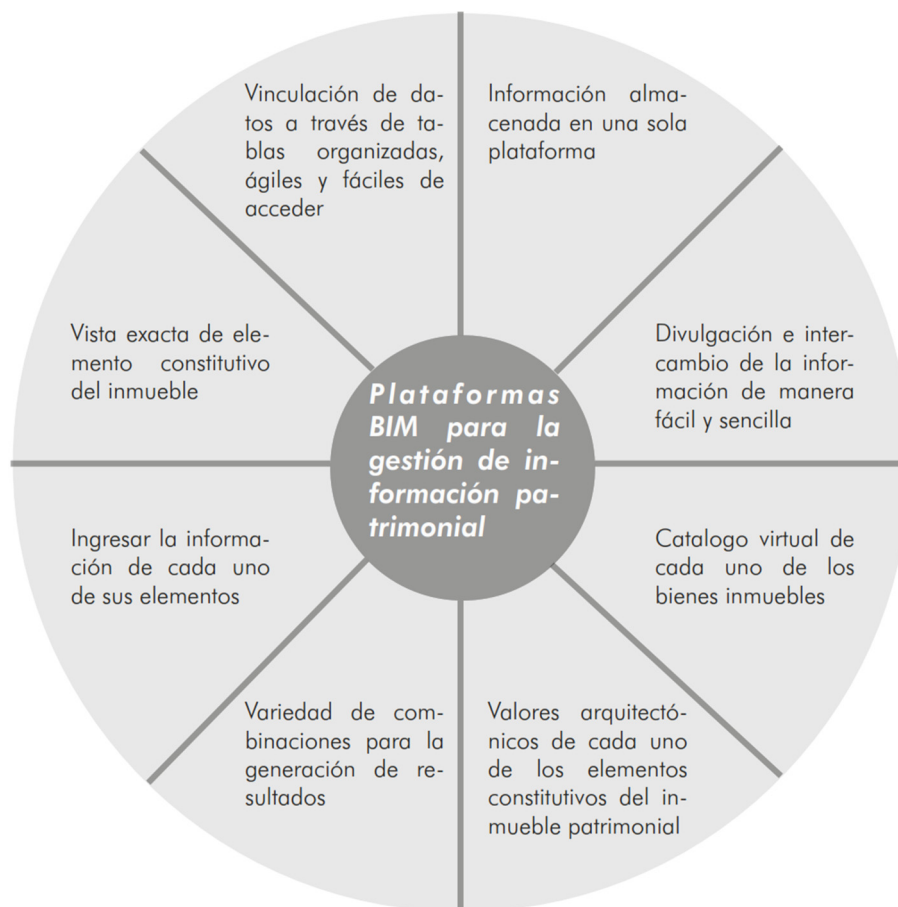 Vinculación de da-
tos a través de ta-
blas organizadas,
ágiles y fáciles de
acceder
Información alma-
cenada en una sola
plataforma
Vista exacta de ele-
mento constitutivo
del inmueble
Divulgación e inter-
cambio de la infor-
mación de manera
fácil y sencilla
Plataformas
BIM para la
gestión de in-
formación pa-
trimonial
Ingresar la informa-
ción de cada uno
de sus elementos
Catalogo virtual de
cada uno de los
bienes inmuebles
Variedad de com-
binaciones para la
generación de re-
sultados
Valores arquitectó-
nicos de cada uno
de los elementos
constitutivos del in-
mueble patrimonial